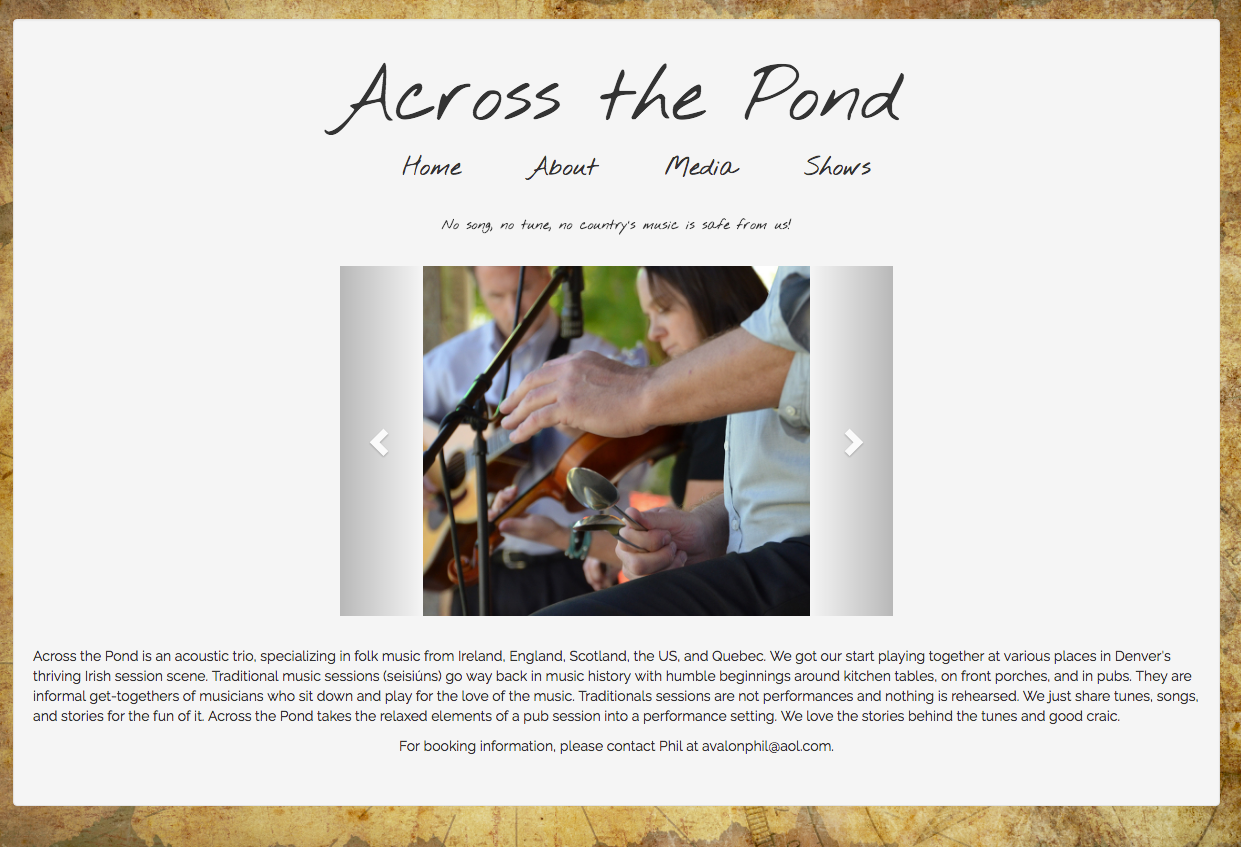 Across the Pond
Home About Media Shows
No song, no tune, no country's music is safe from us!
Across the Pond is an acoustic trio, specializing in folk music from Ireland, England, Scotland, the US, and Quebec. We got our start playing together at various places in Denver's
thriving Irish session scene. Traditional music sessions (seisiúns) go way back in music history with humble beginnings around kitchen tables, on front porches, and in pubs. They are
informal get-togethers of musicians who sit down and play for the love of the music. Traditionals sessions are not performances and nothing is rehearsed. We just share tunes, songs,
and stories for the fun of it. Across the Pond takes the relaxed elements of a pub session into a performance setting. We love the stories behind the tunes and good craic.
For booking information, please contact Phil at avalonphil@aol.com.